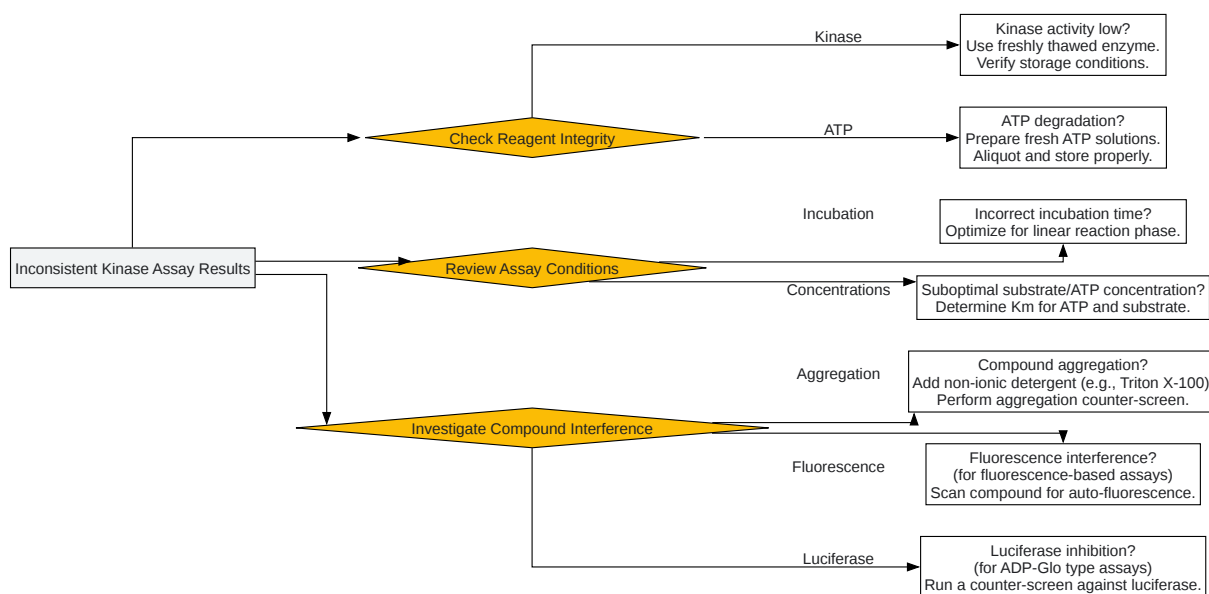 Kinase
Kinase activity low?
Use freshly thawed enzyme.
Verify storage conditions.
Check Reagent Integrity
ATP
ATP degradation?
Prepare fresh ATP solutions.
Aliquot and store properly.
Incubation
Incorrect incubation time?
Optimize for linear reaction phase.
Inconsistent Kinase Assay Results
Review Assay Conditions
Concentrations
Suboptimal substrate/ATP concentration?
Determine Km for ATP and substrate.
Aggregation
Compound aggregation?
Add non-ionic detergent (e.g., Triton X-100)
Perform aggregation counter-screen.
Investigate Compound Interference
Fluorescence
Fluorescence interference?
(for fluorescence-based assays)
Scan compound for auto-fluorescence.
Luciferase
Luciferase inhibition?
(for ADP-Glo type assays)
Run a counter-screen against luciferase.